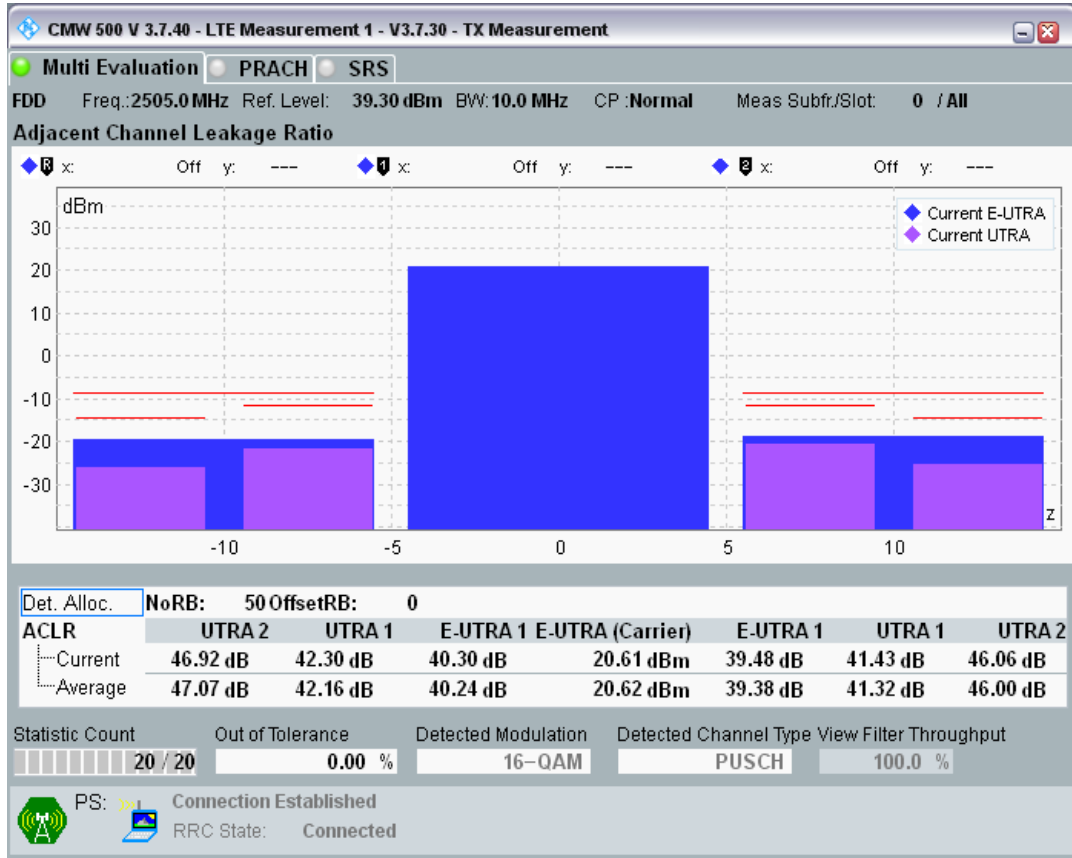 CMW 500 V 3.7.40 - LTE Measurement 1 - V3.7.30 - TX Measurement
Multi Evaluation PRACH SRS
FDD Freq.:2505.0 MHz Ref. Level: 39.30 dBm BW:10.0 MHz CP :Normal Meas Subfr./Slot: 0 / All
Adjacent Channel Leakage Ratio
R x: Off y: --- 1 x: Off y: --- 2 x: Off y: ---
dBm
Current E-UTRA
Current UTRA
30
20
10
0
-10
-20
-30
z
-10 -5 0 5 10
Det. Alloc. NoRB: 50 OffsetRB: 0
ACLR UTRA 2 UTRA 1 E-UTRA 1 E-UTRA (Carrier) E-UTRA 1 UTRA 1 UTRA 2
Current 46.92 dB 42.30 dB 40.30 dB 20.61 dBm 39.48 dB 41.43 dB 46.06 dB
Average 47.07 dB 42.16 dB 40.24 dB 20.62 dBm 39.38 dB 41.32 dB 46.00 dB
Statistic Count Out of Tolerance Detected Modulation Detected Channel Type View Filter Throughput
20 / 20 0.00 % 16-QAM PUSCH 100.0 %
PS: Connection Established
RRC State: Connected